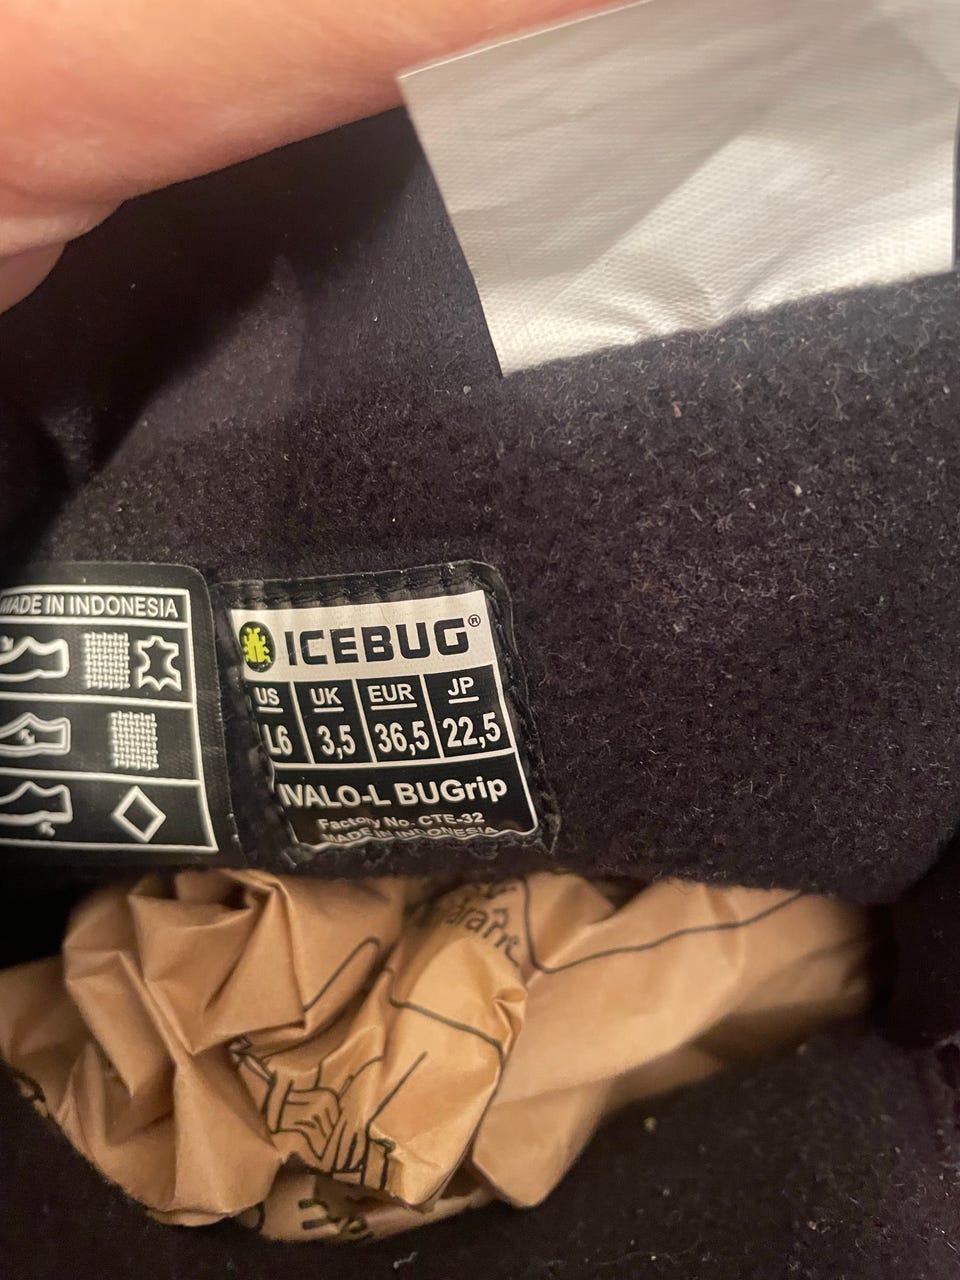 MADE IN INDONESIA
ICEBUG®
US UK EUR JP
L6 3,5 36,5 22,5
IVALO-L BUGrip
Factory No. CTE-32
MADE IN INDONESIA